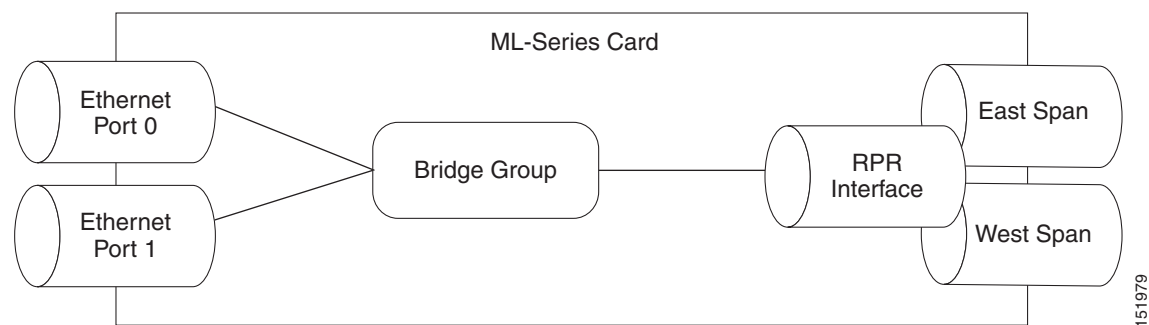 ML-Series Card
Ethernet
Port 0
Ethernet
Port 1
Bridge Group
RPR
Interface
East Span
West Span
151979